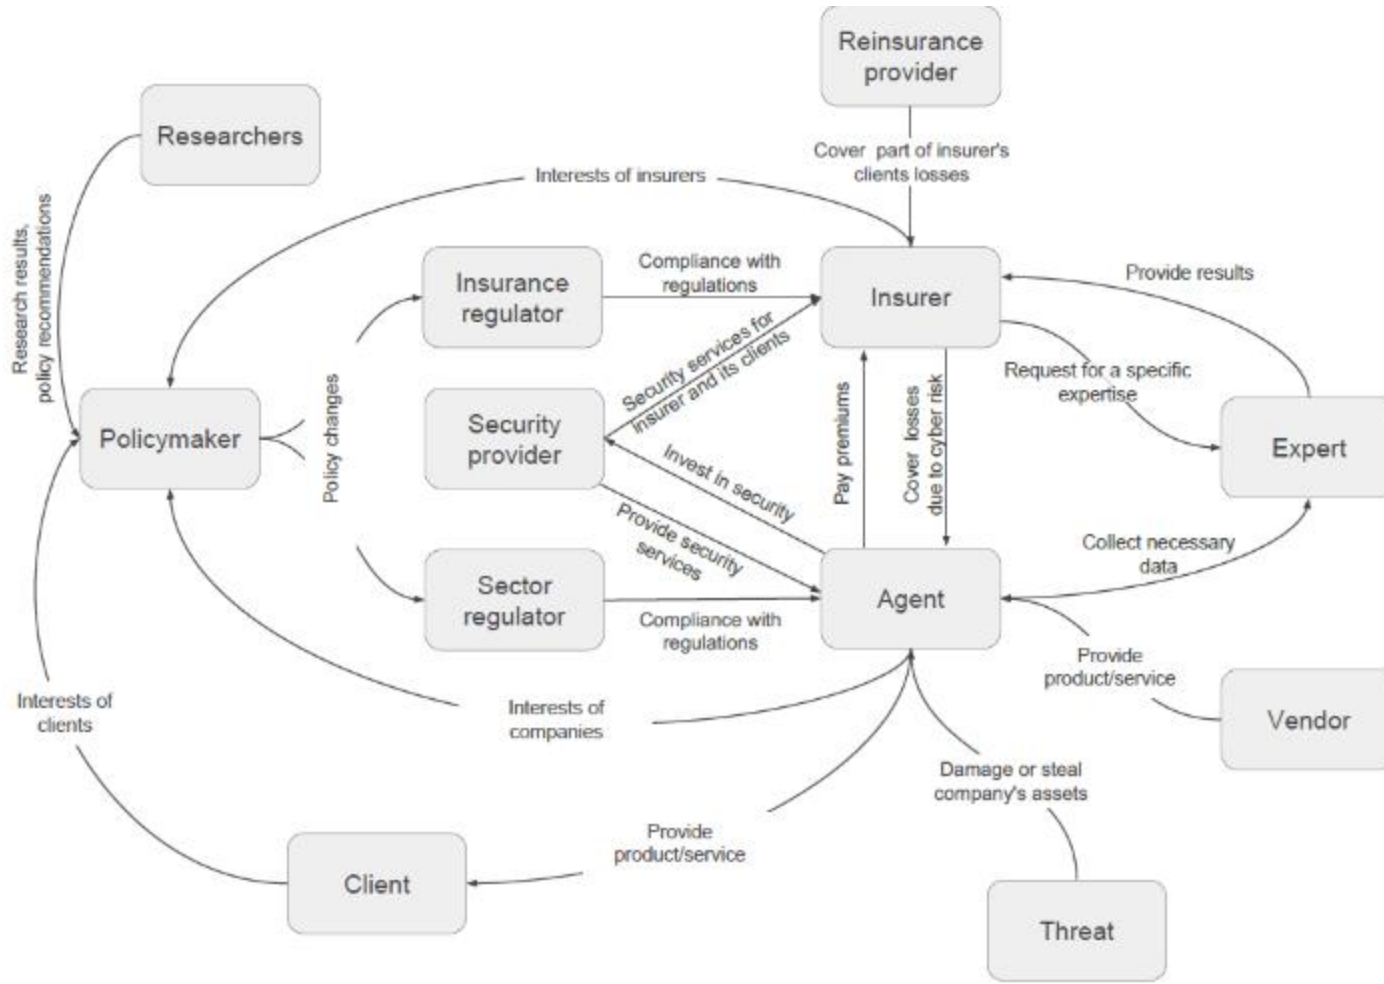 Reinsurance
provider
Researchers
Cover part of insurer's
clients losses
Interests of insurers
Research results,
policy recommendations
Insurance
regulator
Compliance with
regulations
Insurer
Provide results
Security services for
insurer and its clients
Request for a specific
expertise
Policymaker
Policy changes
Security
provider
Invest in security
Pay premiums
Cover losses
due to cyber risk
Expert
Provide security
services
Collect necessary
data
Sector
regulator
Compliance with
regulations
Agent
Provide
product/service
Interests of
clients
Interests of
companies
Vendor
Damage or steal
company's assets
Provide
product/service
Client
Threat